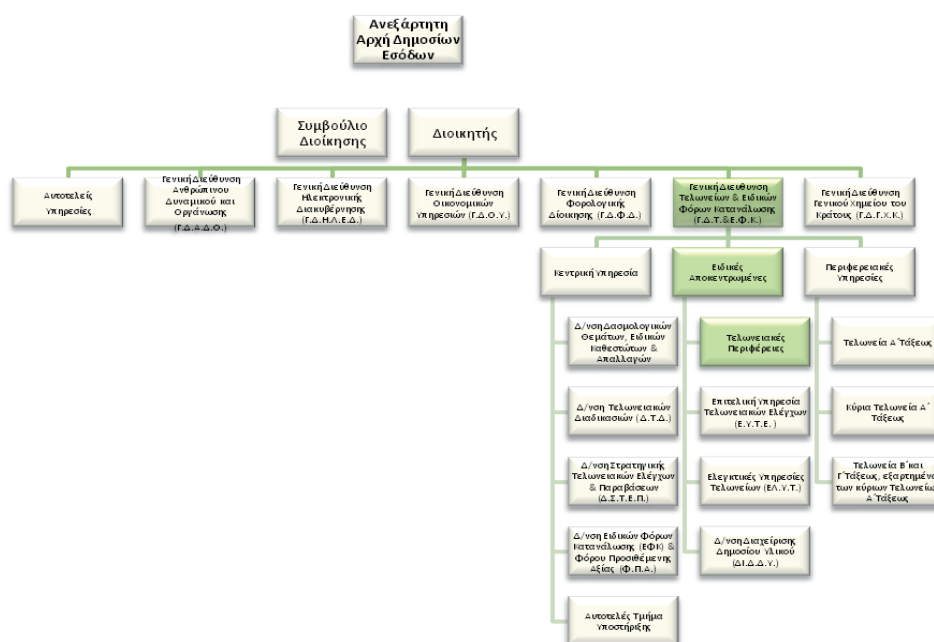 Ανεξάρτητη
Αρχή Δημοσίων
Εσόδων
Συμβούλιο
Διοίκησης
Διοικητής
Αυτοτελείς
Υπηρεσίες
Γενική Διεύθυνση
Ανθρώπινου
Δυναμικού και
Οργάνωσης
(Γ.Δ.Α.Δ.Ο.)
Γενική Διεύθυνση
Ηλεκτρονικής
Διακυβέρνησης
(Γ.Δ.ΗΛ.Ε.Δ.)
Γενική Διεύθυνση
Οικονομικών
Υπηρεσιών (Γ.Δ.Ο.Υ.)
Γενική Διεύθυνση
Φορολογικής
Διοίκησης (Γ.Δ.Φ.Δ.)
Γενική Διευθυνση
Τελωνείων & Ειδικών
Φόρων Κατανάλωσης
(Γ.Δ.Τ.&Ε.Φ.Κ.)
Γενική Διεύθυνση
Γενικού Χημείου του
Κράτους (Γ.Δ.Γ.Χ.Κ.)
Κεντρική Υπηρεσία
Ειδικές
Αποκεντρωμένες
Περιφερειακές
Υπηρεσίες
Δ/νση Δασμολογικών
Θεμάτων, Ειδικών
Καθεστώτων &
Απαλλαγών
Δ/νση Τελωνειακών
Διαδικασιών (Δ.Τ.Δ.)
Δ/νση Στρατηγικής
Τελωνειακών Ελέγχων
& Παραβάσεων
(Δ.Σ.Τ.Ε.Π.)
Δ/νση Ειδικών Φόρων
Κατανάλωσης (ΕΦΚ) &
Φόρου Προσιθέμενης
Αξίας (Φ.Π.Α.)
Αυτοτελές Τμήμα
Υποστήριξης
Τελωνειακές
Περιφέρειες
Επιτελική Υπηρεσία
Τελωνειακών Ελέγχων
(Ε.Υ.Τ.Ε.)
Ελεγκτικές Υπηρεσίες
Τελωνείων (ΕΛ.Υ.Τ.)
Δ/νση Διαχείρισης
Δημοσίου Υλικού
(ΔΙ.Δ.Δ.Υ.)
Τελωνεία Α΄Τάξεως
Κύρια Τελωνεία Α΄
Τάξεως
Τελωνεία Β΄και
Γ΄Τάξεως, εξαρτημένα
των κύριων Τελωνείων
Α΄Τάξεως